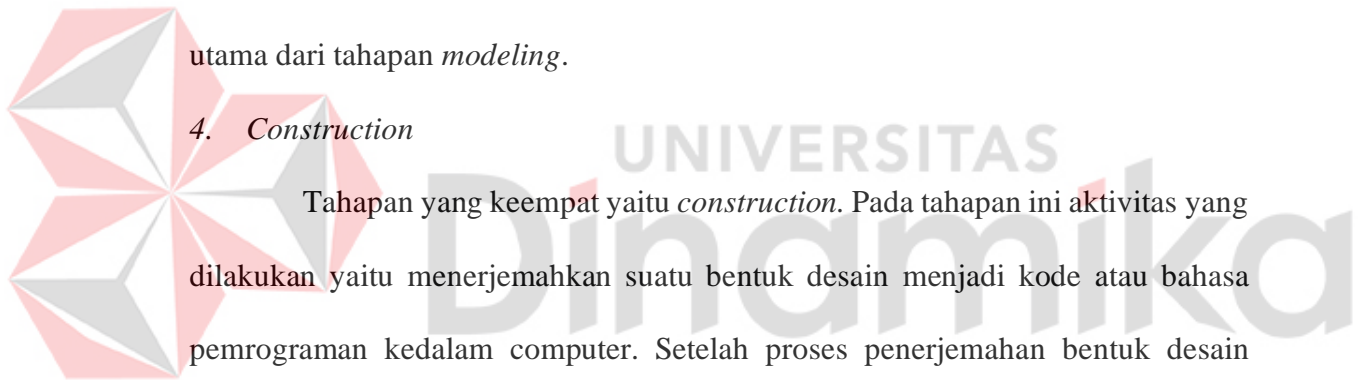 utama dari tahapan modeling.
4. Construction
UNIVERSITAS
Dinamika
Tahapan yang keempat yaitu construction. Pada tahapan ini aktivitas yang
dilakukan yaitu menerjemahkan suatu bentuk desain menjadi kode atau bahasa
pemrograman kedalam computer. Setelah proses penerjemahan bentuk desain